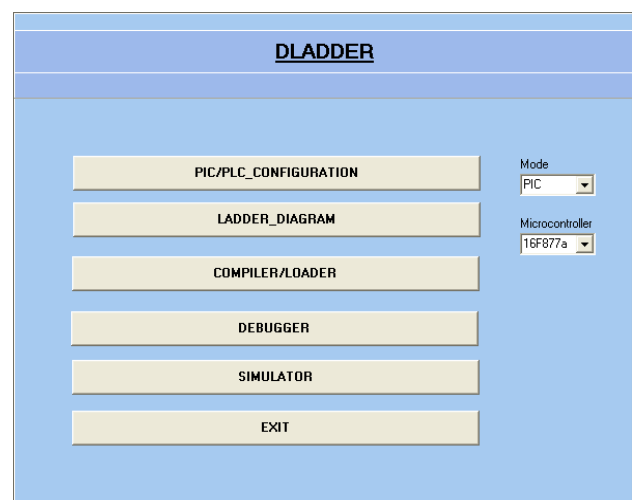 DLADDER
PIC/PLC_CONFIGURATION
LADDER_DIAGRAM
COMPILER/LOADER
DEBUGGER
SIMULATOR
EXIT
Mode
PIC
Microcontroller
16F877a